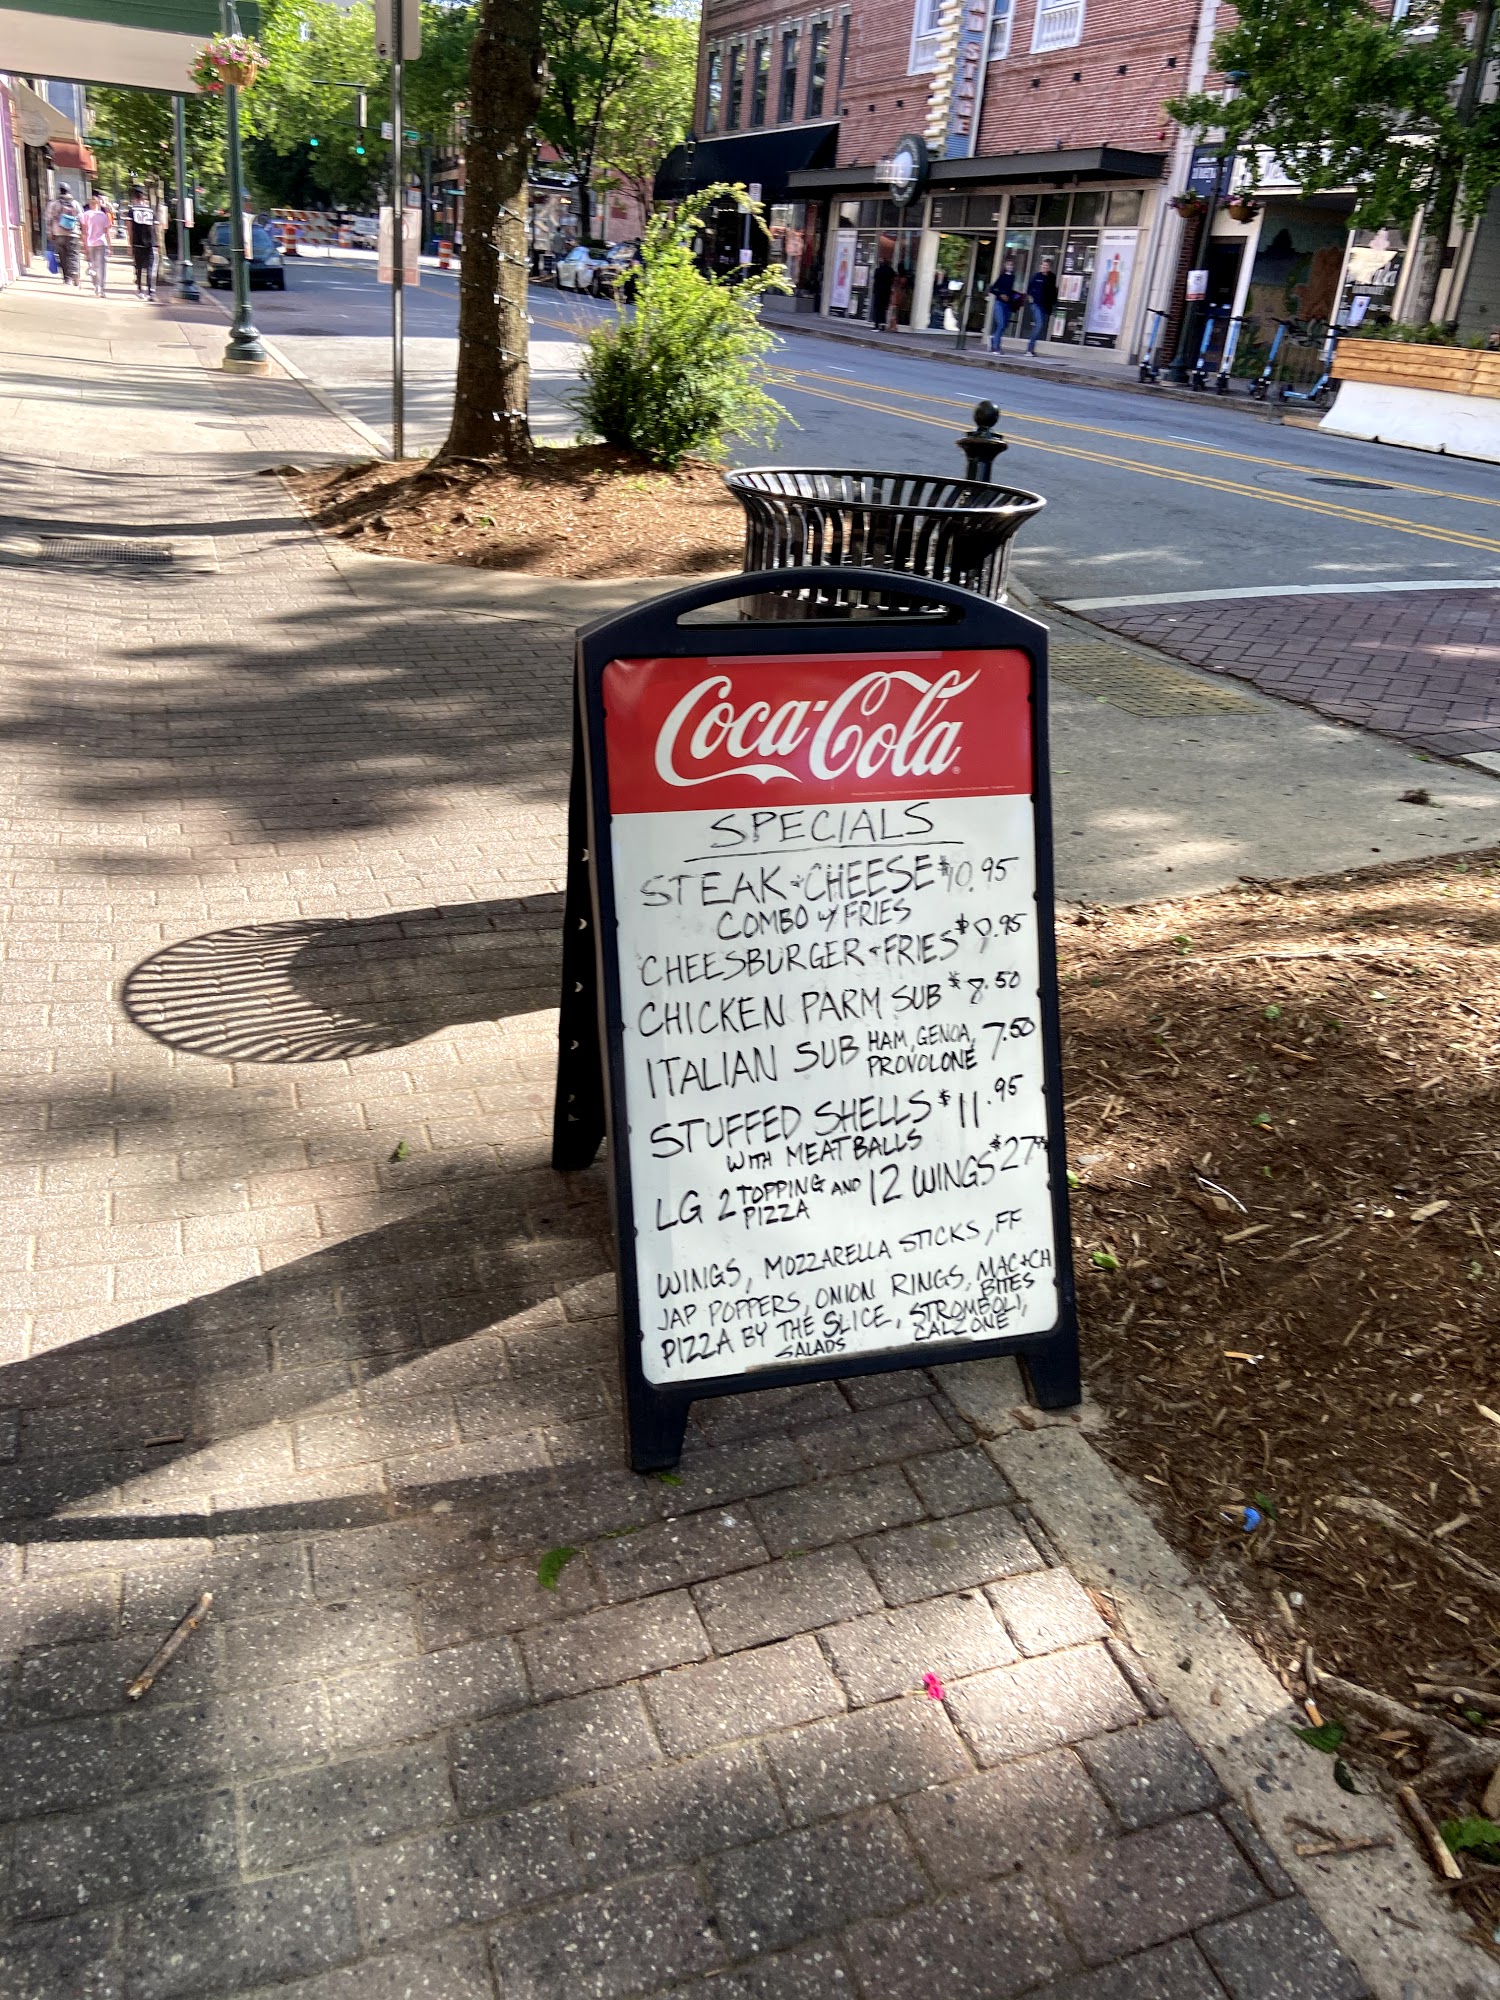 Coca-Cola
SPECIALS
STEAK + CHEESE $10.95
COMBO w/ FRIES
CHEESBURGER + FRIES $9.95
CHICKEN PARM SUB $8.50
ITALIAN SUB HAM, GENOA, PROVOLONE 7.50
STUFFED SHELLS $11.95
WITH MEATBALLS
LG 2 TOPPING PIZZA AND 12 WINGS $27
WINGS, MOZZARELLA STICKS, FF
JAP POPPERS, ONION RINGS, MAC+CH BITES
PIZZA BY THE SLICE, STROMBOLI,
SALADS CALZONE